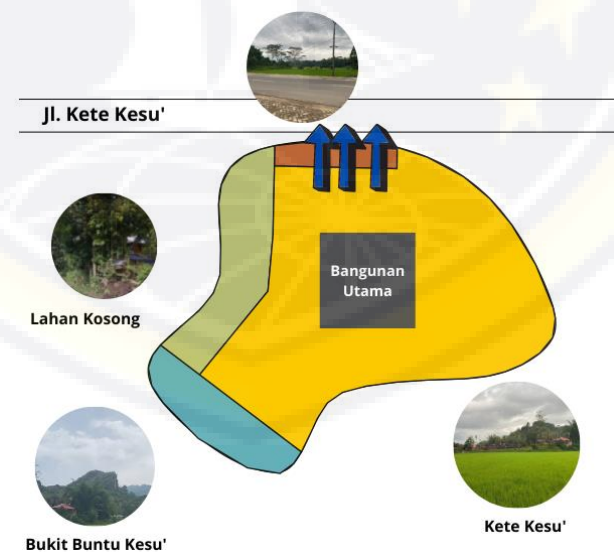 Jl. Kete Kesu'
Bangunan
Utama
Lahan Kosong
Kete Kesu'
Bukit Buntu Kesu'